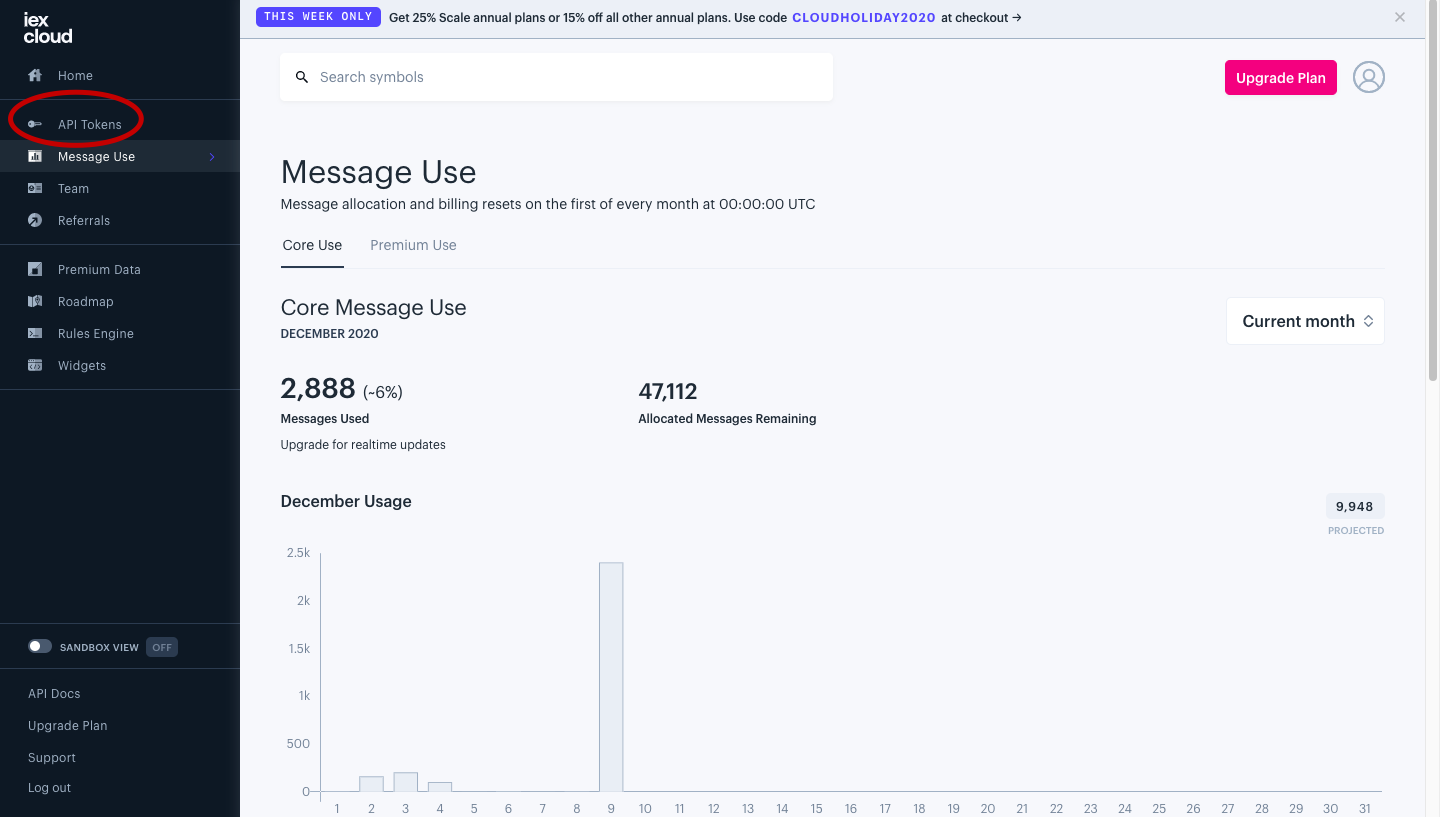 THIS WEEK ONLY Get 25% Scale annual plans or 15% off all other annual plans. Use code CLOUDHOLIDAY2020 at checkout →
iex
cloud
Home
API Tokens
Message Use
Team
Referrals
Premium Data
Roadmap
Rules Engine
Widgets
SANDBOX VIEW OFF
API Docs
Upgrade Plan
Support
Log out
Search symbols
Upgrade Plan
Message Use
Message allocation and billing resets on the first of every month at 00:00:00 UTC
Core Use Premium Use
Core Message Use
DECEMBER 2020
Current month
2,888 (~6%)
Messages Used
Upgrade for realtime updates
47,112
Allocated Messages Remaining
December Usage
9,948
PROJECTED
2.5k
2k
1.5k
1k
500
0
1 2 3 4 5 6 7 8 9 10 11 12 13 14 15 16 17 18 19 20 21 22 23 24 25 26 27 28 29 30 31